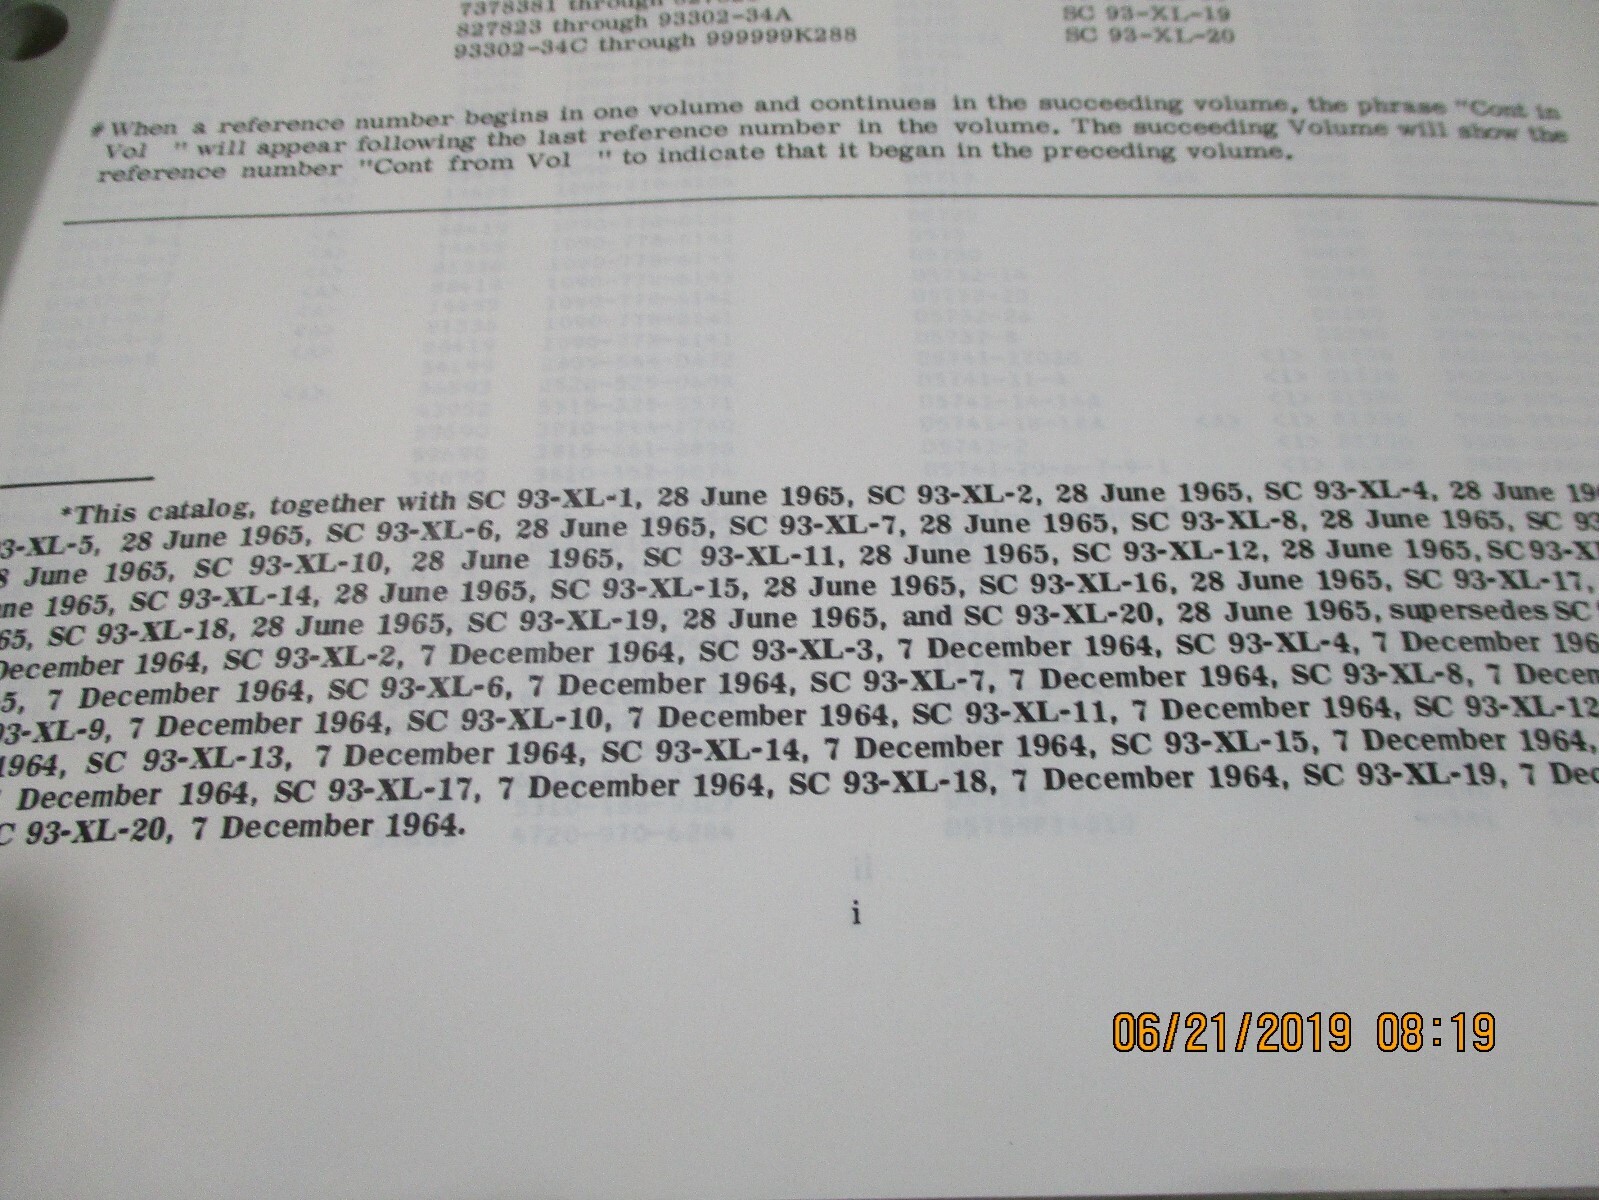 7378381 through
827823 through 93302-34A SC 93-XL-19
93302-34C through 999999K288 SC 93-XL-20
# When a reference number begins in one volume and continues in the succeeding volume, the phrase "Cont in
Vol " will appear following the last reference number in the volume. The succeeding Volume will show the
reference number "Cont from Vol " to indicate that it began in the preceding volume.
*This catalog, together with SC 93-XL-1, 28 June 1965, SC 93-XL-2, 28 June 1965, SC 93-XL-4, 28 June 19
3-XL-5, 28 June 1965, SC 93-XL-6, 28 June 1965, SC 93-XL-7, 28 June 1965, SC 93-XL-8, 28 June 1965, SC 93
8 June 1965, SC 93-XL-10, 28 June 1965, SC 93-XL-11, 28 June 1965, SC 93-XL-12, 28 June 1965, SC 93-X
ne 1965, SC 93-XL-14, 28 June 1965, SC 93-XL-15, 28 June 1965, SC 93-XL-16, 28 June 1965, SC 93-XL-17,
65, SC 93-XL-18, 28 June 1965, SC 93-XL-19, 28 June 1965, and SC 93-XL-20, 28 June 1965, supersedes SC
December 1964, SC 93-XL-2, 7 December 1964, SC 93-XL-3, 7 December 1964, SC 93-XL-4, 7 December 196
5, 7 December 1964, SC 93-XL-6, 7 December 1964, SC 93-XL-7, 7 December 1964, SC 93-XL-8, 7 Decem
93-XL-9, 7 December 1964, SC 93-XL-10, 7 December 1964, SC 93-XL-11, 7 December 1964, SC 93-XL-12
1964, SC 93-XL-13, 7 December 1964, SC 93-XL-14, 7 December 1964, SC 93-XL-15, 7 December 1964,
December 1964, SC 93-XL-17, 7 December 1964, SC 93-XL-18, 7 December 1964, SC 93-XL-19, 7 Dec
C 93-XL-20, 7 December 1964.
i
06/21/2019 08:19